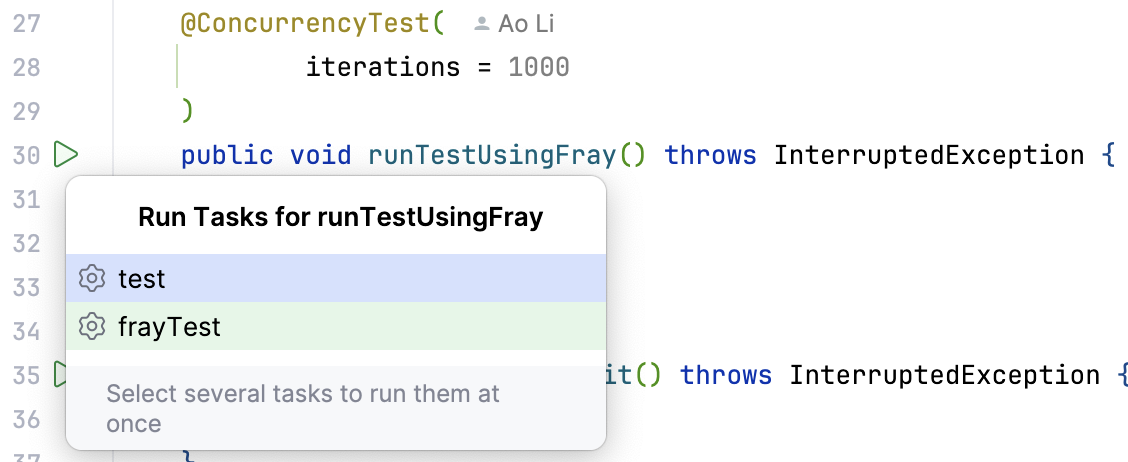 27 @ConcurrencyTest( Ao Li
28 iterations = 1000
29 )
30 public void runTestUsingFray() throws InterruptedException {
31
Run Tasks for runTestUsingFray
32
test
33
frayTest
34
35 it() throws InterruptedException {
Select several tasks to run them at
36
once
37 }